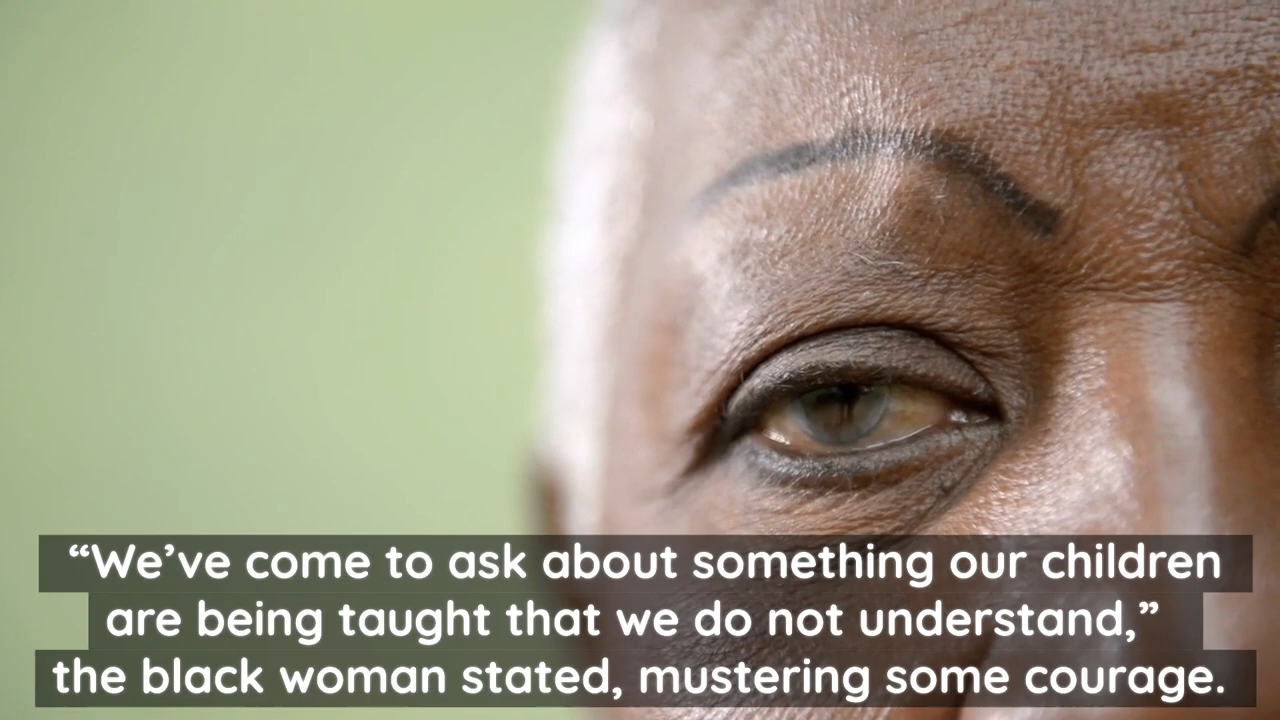 “We’ve come to ask about something our children
are being taught that we do not understand,”
the black woman stated, mustering some courage.